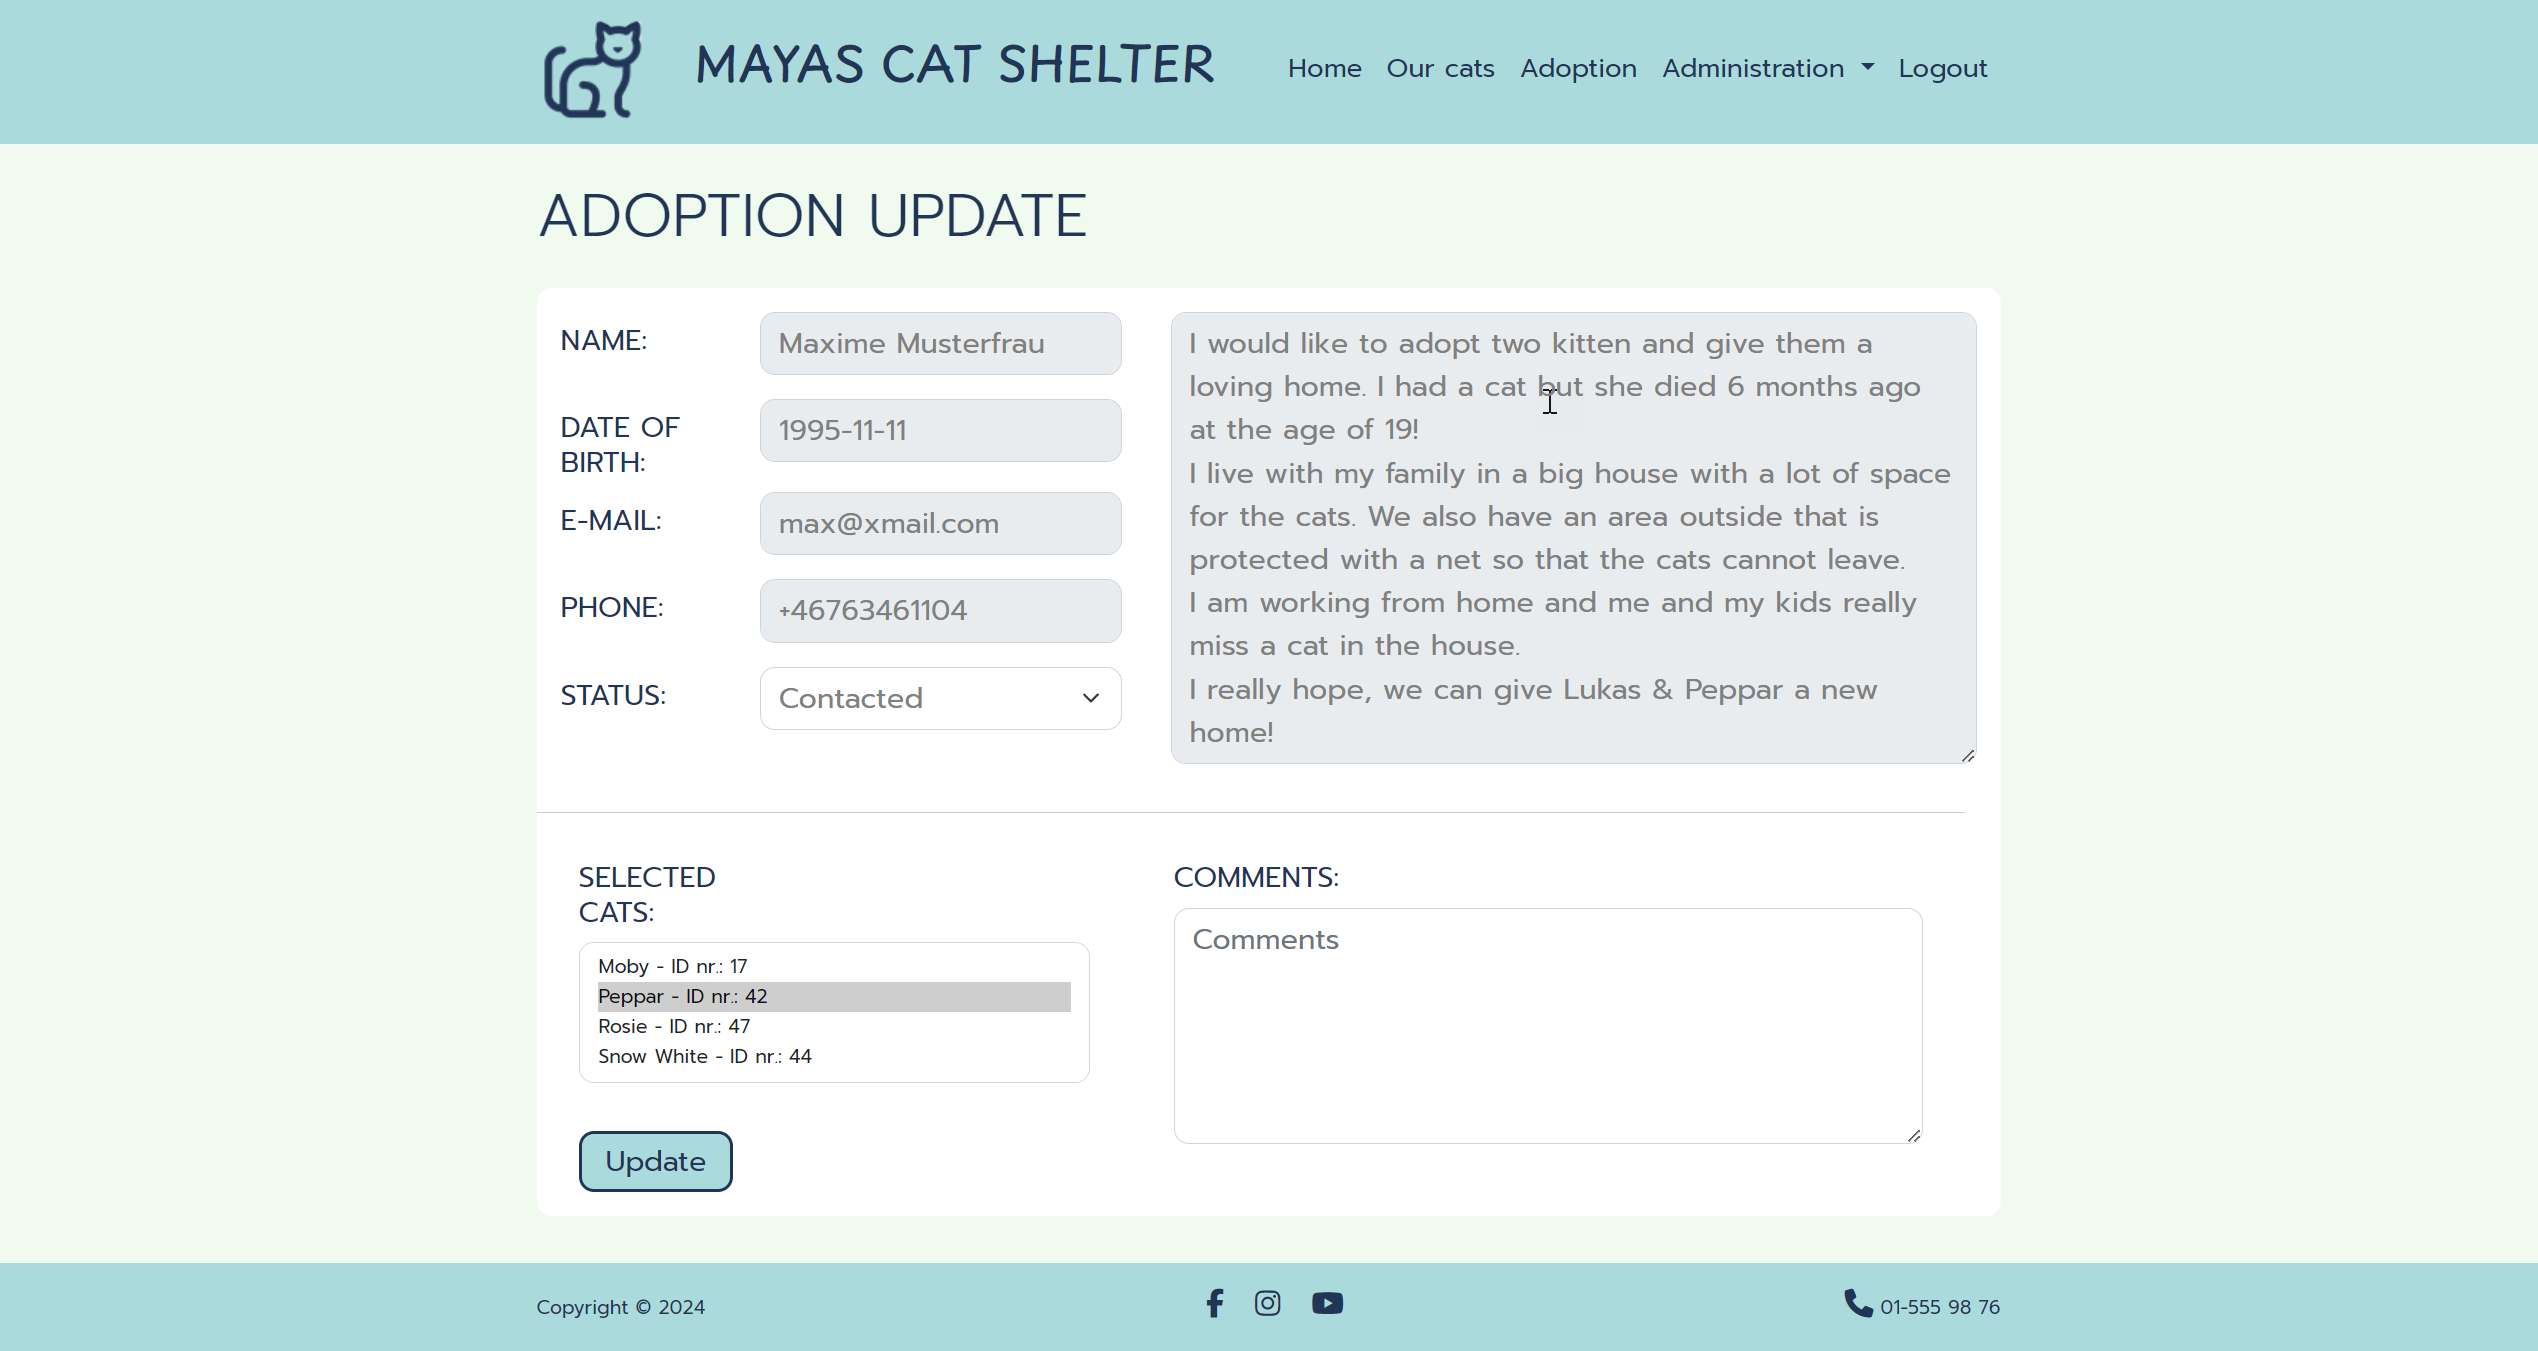 MAYAS CAT SHELTER
Home Our cats Adoption Administration Logout
ADOPTION UPDATE
NAME:
Maxime Musterfrau
DATE OF
BIRTH:
1995-11-11
E-MAIL:
max@xmail.com
PHONE:
+46763461104
STATUS:
Contacted
I would like to adopt two kitten and give them a
loving home. I had a cat but she died 6 months ago
at the age of 19!
I live with my family in a big house with a lot of space
for the cats. We also have an area outside that is
protected with a net so that the cats cannot leave.
I am working from home and me and my kids really
miss a cat in the house.
I really hope, we can give Lukas & Peppar a new
home!
SELECTED
CATS:
Moby - ID nr.: 17
Peppar - ID nr.: 42
Rosie - ID nr.: 47
Snow White - ID nr.: 44
Update
COMMENTS:
Comments
Copyright © 2024
01-555 98 76